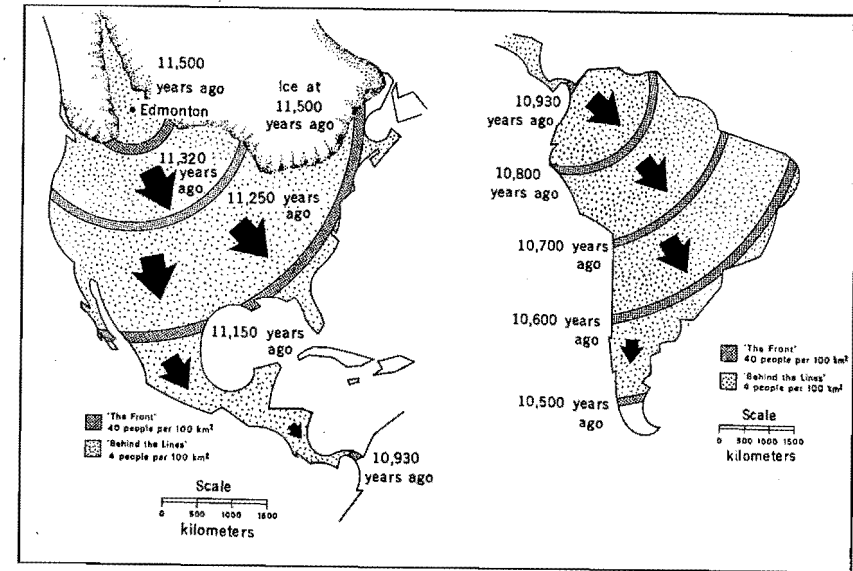 11,500
years ago
• Edmonton
Ice at
11,500
years ago
11,320
years
ago
11,250 years
ago
11,150 years
ago
'The Front'
40 people per 100 km²
'Behind the Lines'
4 people per 100 km²
Scale
0 500 1000 1500
kilometers
10,930
years ago
10,930
years ago
10,800
years ago
10,700 years
ago
10,600 years
ago
10,500 years
ago
'The Front'
40 people per 100 km²
'Behind the Lines'
4 people per 100 km²
Scale
0 500 1000 1500
kilometers